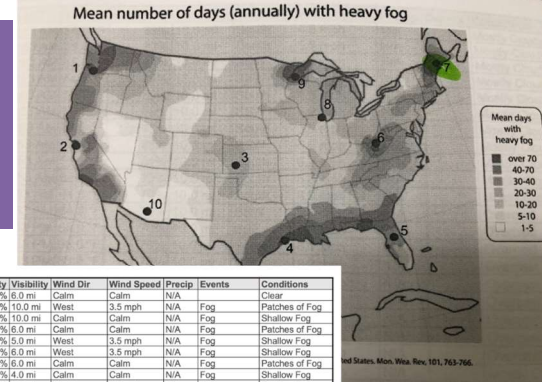 Mean number of days (annually) with heavy fog
1
2
3
4
5
6
7
8
9
10
Mean days
with
heavy fog
over 70
40-70
30-40
20-30
10-20
5-10
1-5
ty Visibility Wind Dir Wind Speed Precip Events Conditions
% 6.0 mi Calm Calm N/A Clear
% 10.0 mi West 3.5 mph N/A Fog Patches of Fog
% 10.0 mi Calm Calm N/A Fog Shallow Fog
% 6.0 mi Calm Calm N/A Fog Patches of Fog
% 5.0 mi West 3.5 mph N/A Fog Shallow Fog
% 6.0 mi West 3.5 mph N/A Fog Shallow Fog
% 6.0 mi Calm Calm N/A Fog Patches of Fog
% 4.0 mi Calm Calm N/A Fog Shallow Fog
ted States. Mon. Wea. Rev, 101, 763-766.